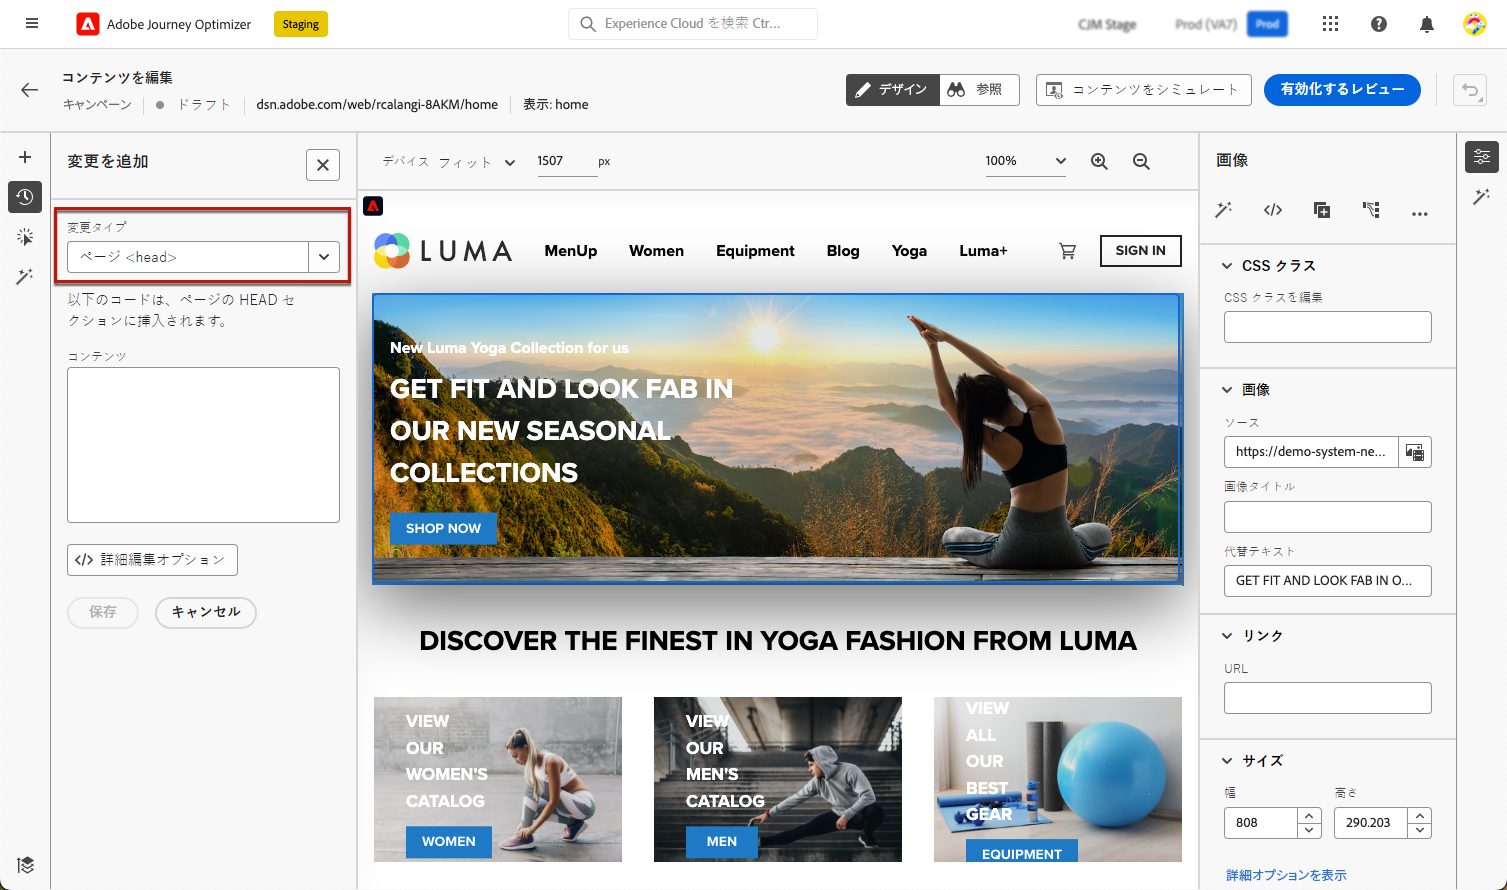 Adobe Journey Optimizer
Staging
Experience Cloud を検索 Ctr...
CJM Stage
Prod (VA7)
Prod
コンテンツを編集
キャンペーン
ドラフト
dsn.adobe.com/web/rcalangi-8AKM/home
表示: home
デザイン
参照
コンテンツをシミュレート
有効化するレビュー
変更を追加
変更タイプ
ページ <head>
以下のコードは、ページの HEAD セ
クションに挿入されます。
コンテンツ
詳細編集オプション
保存
キャンセル
デバイス
フィット
1507
px
100%
LUMA
MenUp
Women
Equipment
Blog
Yoga
Luma+
SIGN IN
New Luma Yoga Collection for us
GET FIT AND LOOK FAB IN
OUR NEW SEASONAL
COLLECTIONS
SHOP NOW
DISCOVER THE FINEST IN YOGA FASHION FROM LUMA
VIEW
OUR
WOMEN'S
CATALOG
WOMEN
VIEW
OUR
MEN'S
CATALOG
MEN
VIEW
ALL
OUR
BEST
GEAR
EQUIPMENT
画像
CSS クラス
CSS クラスを編集
画像
ソース
https://demo-system-ne...
画像タイトル
代替テキスト
GET FIT AND LOOK FAB IN O...
リンク
URL
サイズ
幅
高さ
808
290.203
詳細オプションを表示